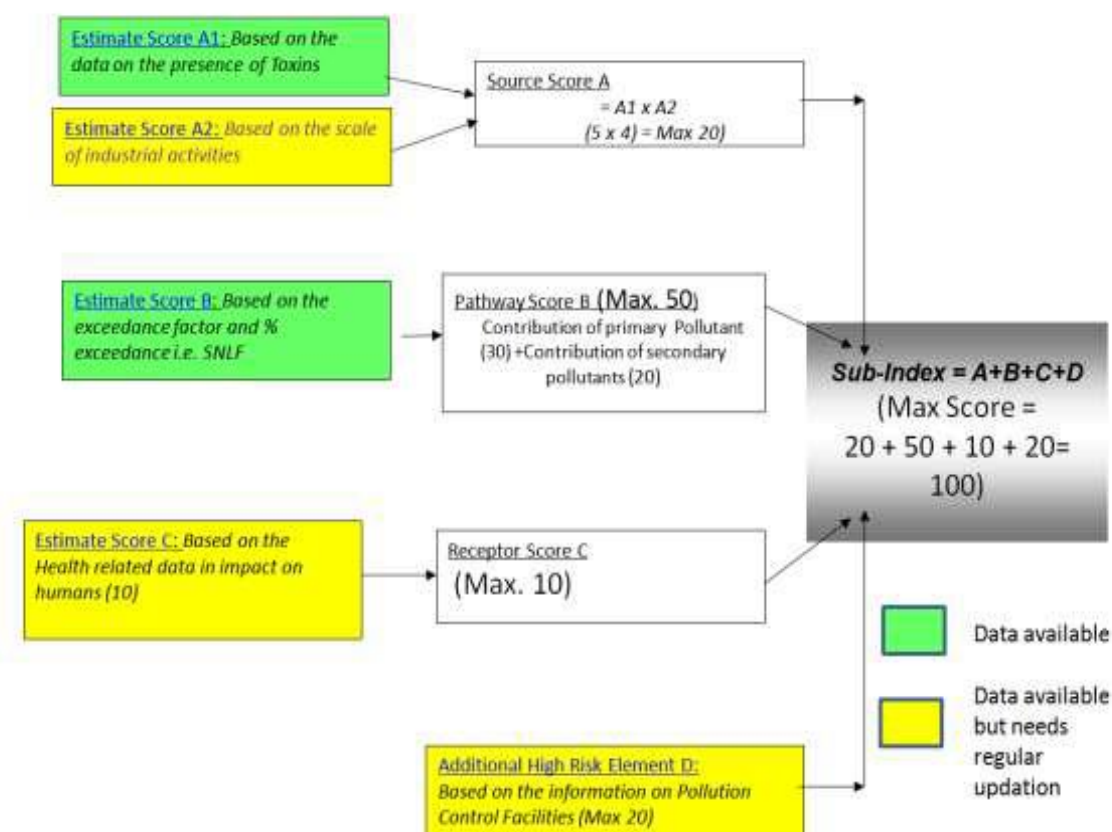 Estimate Score A1: Based on the
data on the presence of Toxins
Estimate Score A2: Based on the scale
of industrial activities
Source Score A
= A1 x A2
(5 x 4) = Max 20)
Estimate Score B: Based on the
exceedance factor and %
exceedance i.e. SNLF
Pathway Score B (Max. 50)
Contribution of primary Pollutant
(30) +Contribution of secondary
pollutants (20)
Sub-Index = A+B+C+D
(Max Score =
20 + 50 + 10 + 20=
100)
Estimate Score C: Based on the
Health related data in impact on
humans (10)
Receptor Score C
(Max. 10)
Additional High Risk Element D:
Based on the information on Pollution
Control Facilities (Max 20)
Data available
Data available
but needs
regular
updation